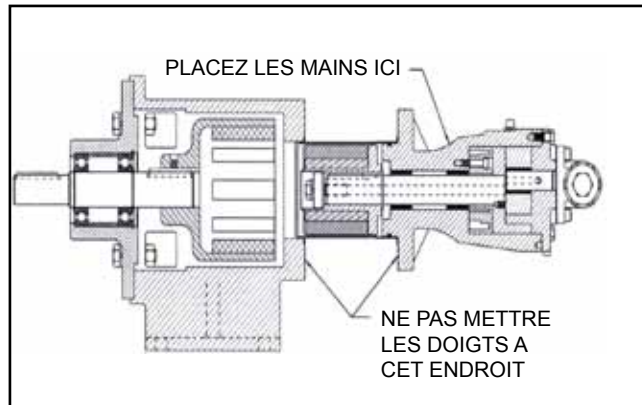 PLACEZ LES MAINS ICI
NE PAS METTRE
LES DOIGTS A
CET ENDROIT